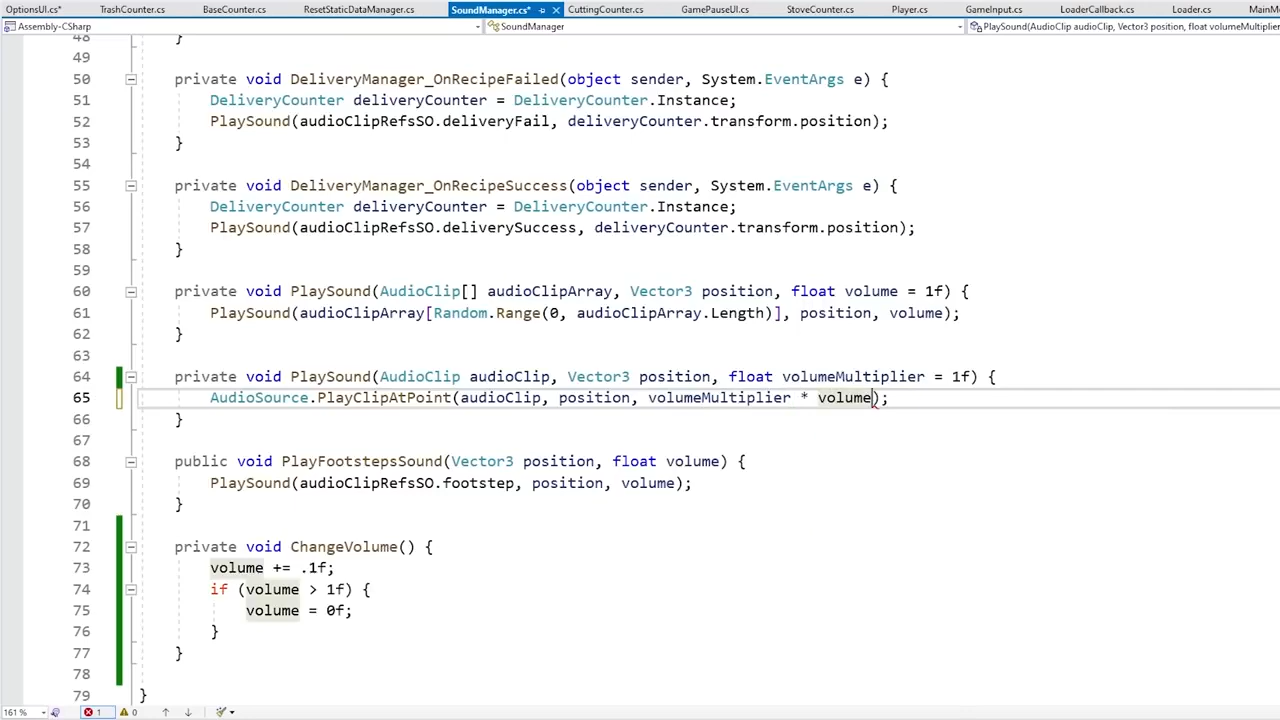 OptionsUI.cs* TrashCounter.cs BaseCounter.cs ResetStaticDataManager.cs SoundManager.cs* CuttingCounter.cs GamePauseUI.cs StoveCounter.cs Player.cs GameInput.cs LoaderCallback.cs Loader.cs MainM
Assembly-CSharp SoundManager PlaySound(AudioClip audioClip, Vector3 position, float volumeMultiplier
48 }
49
50 private void DeliveryManager_OnRecipeFailed(object sender, System.EventArgs e) {
51 DeliveryCounter deliveryCounter = DeliveryCounter.Instance;
52 PlaySound(audioClipRefsSO.deliveryFail, deliveryCounter.transform.position);
53 }
54
55 private void DeliveryManager_OnRecipeSuccess(object sender, System.EventArgs e) {
56 DeliveryCounter deliveryCounter = DeliveryCounter.Instance;
57 PlaySound(audioClipRefsSO.deliverySuccess, deliveryCounter.transform.position);
58 }
59
60 private void PlaySound(AudioClip[] audioClipArray, Vector3 position, float volume = 1f) {
61 PlaySound(audioClipArray[Random.Range(0, audioClipArray.Length)], position, volume);
62 }
63
64 private void PlaySound(AudioClip audioClip, Vector3 position, float volumeMultiplier = 1f) {
65 AudioSource.PlayClipAtPoint(audioClip, position, volumeMultiplier * volume);
66 }
67
68 public void PlayFootstepsSound(Vector3 position, float volume) {
69 PlaySound(audioClipRefsSO.footstep, position, volume);
70 }
71
72 private void ChangeVolume() {
73 volume += .1f;
74 if (volume > 1f) {
75 volume = 0f;
76 }
77 }
78
79 }
161 % 1 0